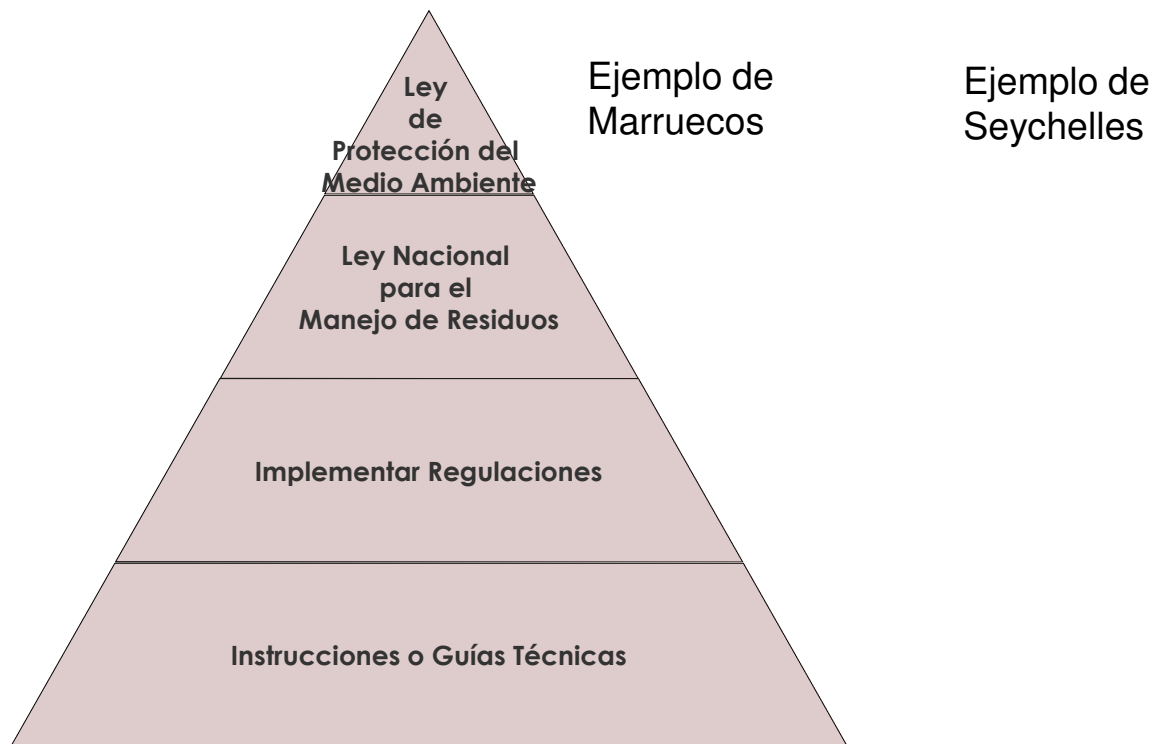 Ley
de
Protección del
Medio Ambiente
Ejemplo de
Marruecos
Ejemplo de
Seychelles
Ley Nacional
para el
Manejo de Residuos
Implementar Regulaciones
Instrucciones o Guías Técnicas